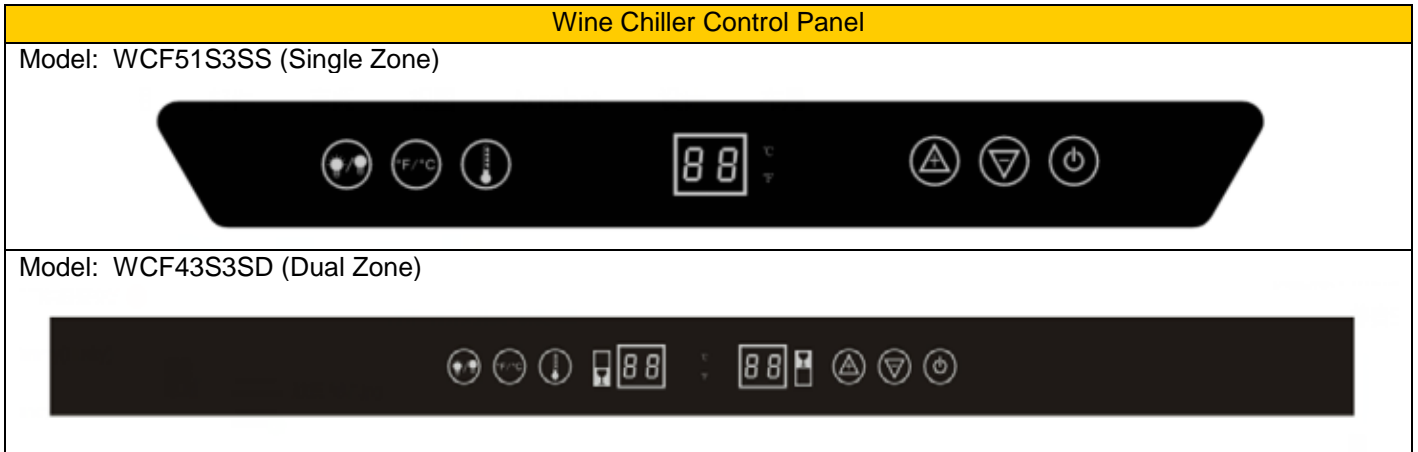 Wine Chiller Control Panel
Model: WCF51S3SS (Single Zone)
°F/°C
88
°C
°F
Model: WCF43S3SD (Dual Zone)
°F/°C
88
°C
°F
88